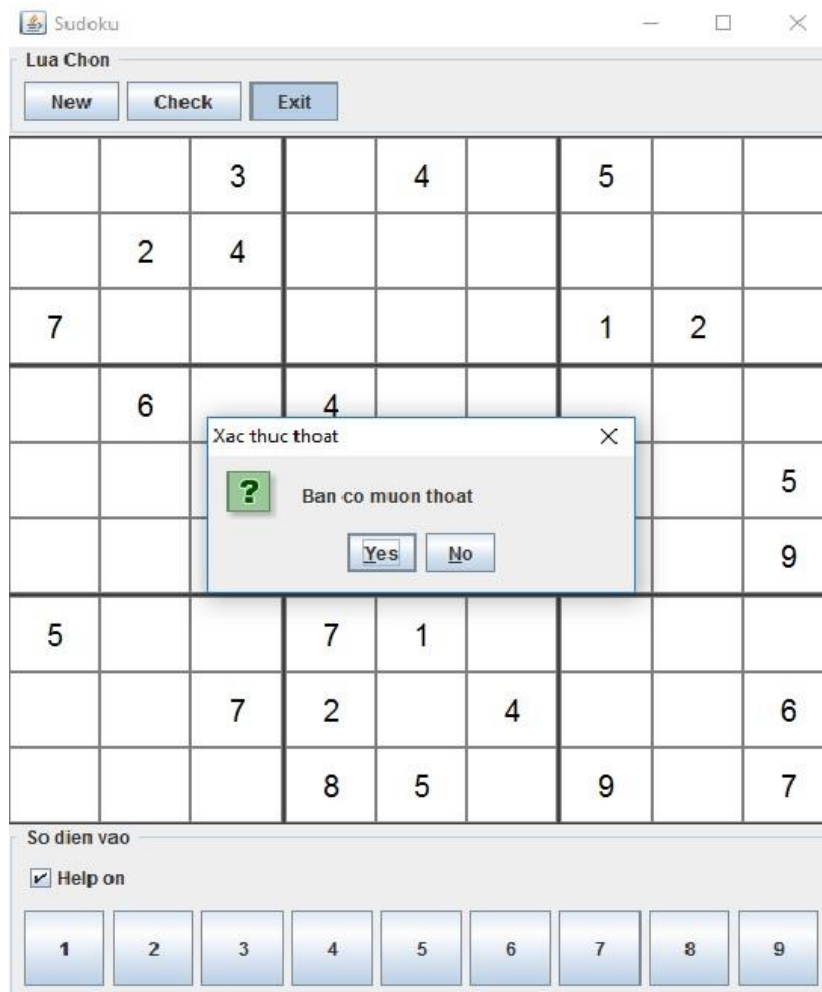 Sudoku
Lua Chon
New Check Exit
3 4 5
2 4
7 1 2
6 4
Xac thuc thoat
5
Ban co muon thoat
Yes No
9
5 7 1
7 2 4 6
8 5 9 7
So dien vao
Help on
1 2 3 4 5 6 7 8 9